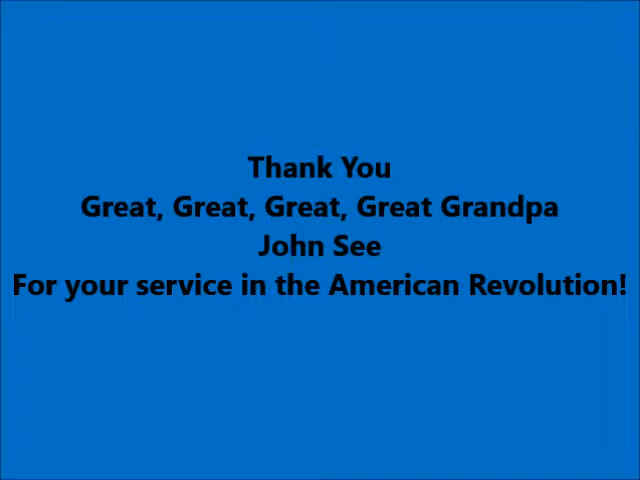 Thank You
Great, Great, Great, Great Grandpa
John See
For your service in the American Revolution!